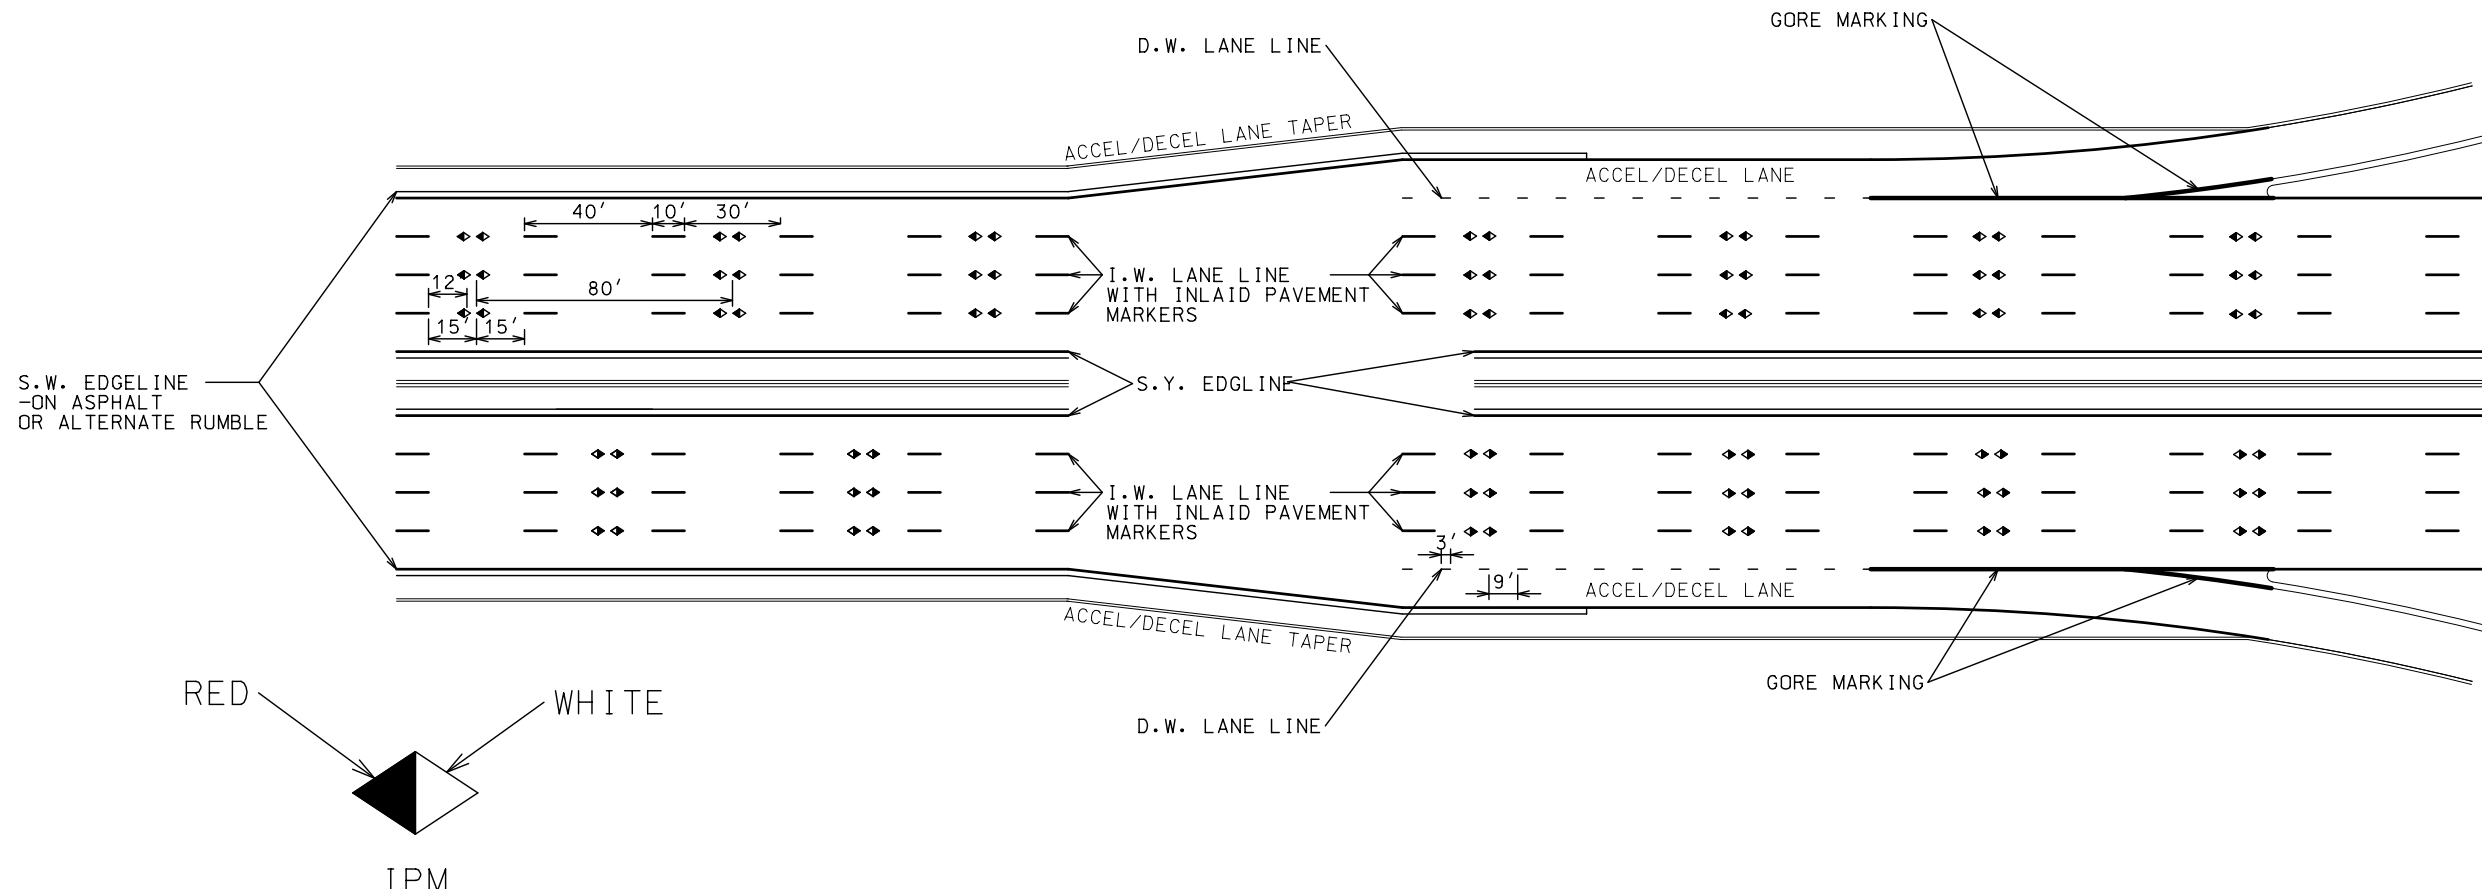 GORE MARKING
D.W. LANE LINE
ACCEL/DECEL LANE TAPER
ACCEL/DECEL LANE
40' 10' 30'
I.W. LANE LINE
WITH INLAID PAVEMENT
MARKERS
12'
80'
15' 15'
S.W. EDGELINE
-ON ASPHALT
OR ALTERNATE RUMBLE
S.Y. EDGLINE
I.W. LANE LINE
WITH INLAID PAVEMENT
MARKERS
3'
9'
ACCEL/DECEL LANE
ACCEL/DECEL LANE TAPER
GORE MARKING
D.W. LANE LINE
RED
WHITE
IPM